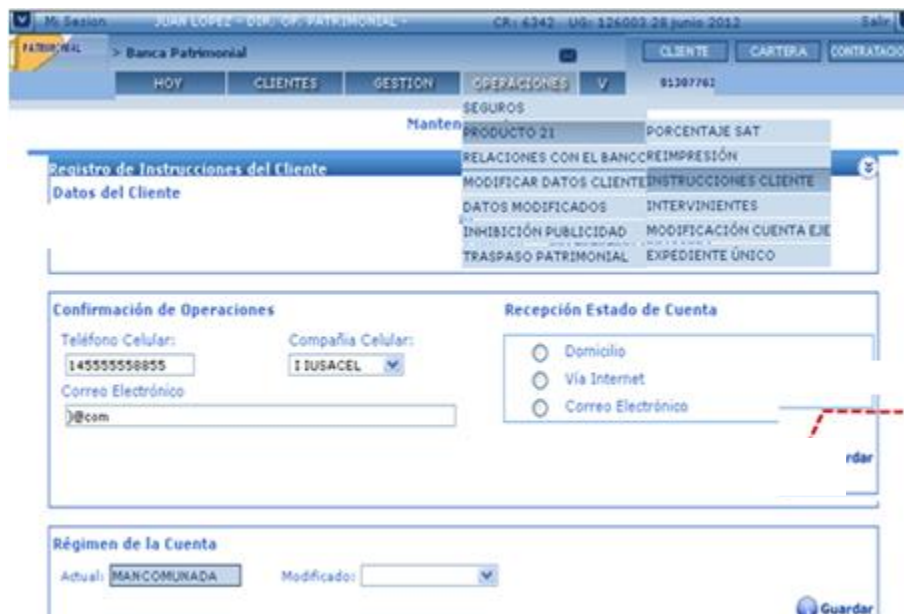 Mi Sesion JUAN LOPEZ - DIR. OF. PATRIMONIAL - CR: 6342 UG: 126003 28 junio 2012 Salir
PATRIMONIAL > Banca Patrimonial CLIENTE CARTERA CONTRATACIO
HOY CLIENTES GESTION OPERACIONES V 01307762
SEGUROS
Manten
PRODUCTO 21 PORCENTAJE SAT
RELACIONES CON EL BANCO REIMPRESIÓN
Registro de Instrucciones del Cliente
MODIFICAR DATOS CLIENTE INSTRUCCIONES CLIENTE
Datos del Cliente
DATOS MODIFICADOS INTERVINIENTES
INHIBICIÓN PUBLICIDAD MODIFICACIÓN CUENTA EJE
TRASPASO PATRIMONIAL EXPEDIENTE ÚNICO
Confirmación de Operaciones Recepción Estado de Cuenta
Teléfono Celular: Compañia Celular: Domicilio
145555558855 I IUSACEL Vía Internet
Correo Electrónico Correo Electrónico
)@com
rdar
Régimen de la Cuenta
Actual: MANCOMUNADA Modificado:
Guardar